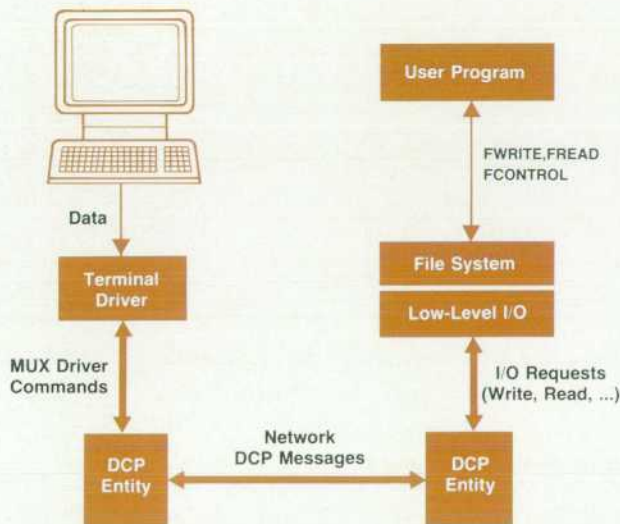 User Program
FWRITE,FREAD
FCONTROL
Data
File System
Terminal
Driver
Low-Level I/O
MUX Driver
Commands
I/O Requests
(Write, Read, ...)
Network
DCP Messages
DCP
Entity
DCP
Entity